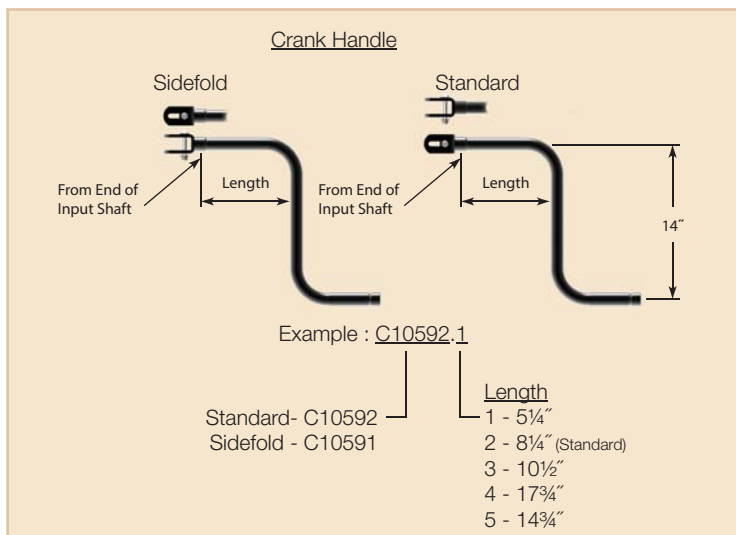 Crank Handle
Sidefold
Standard
From End of
Input Shaft
Length
From End of
Input Shaft
Length
14˝
Example : C10592.1
Standard- C10592
Sidefold - C10591
Length
1 - 5¼˝
2 - 8¼˝ (Standard)
3 - 10½˝
4 - 17¾˝
5 - 14¾˝